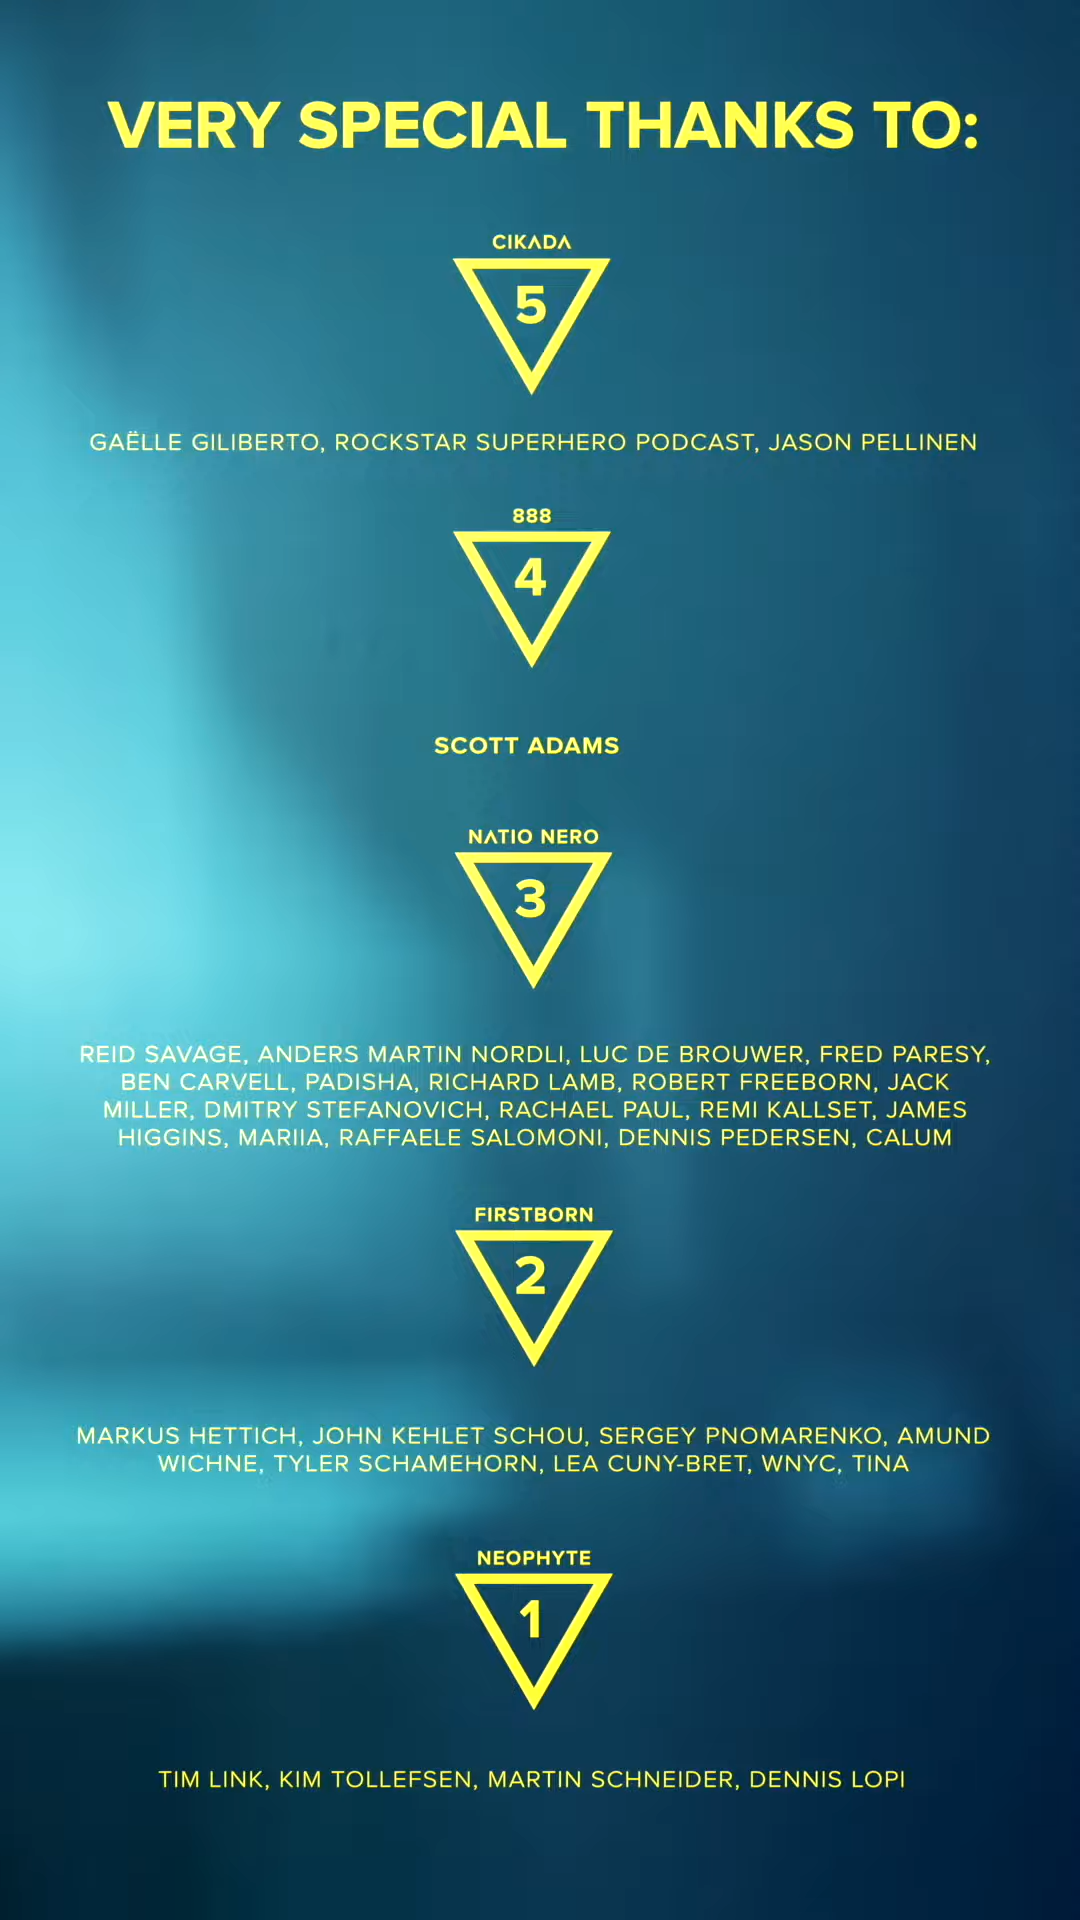 VERY SPECIAL THANKS TO:
CIKADA
5
GAËLLE GILIBERTO, ROCKSTAR SUPERHERO PODCAST, JASON PELLINEN
888
4
SCOTT ADAMS
NATIO NERO
3
REID SAVAGE, ANDERS MARTIN NORDLI, LUC DE BROUWER, FRED PARESY,
BEN CARVELL, PADISHA, RICHARD LAMB, ROBERT FREEBORN, JACK
MILLER, DMITRY STEFANOVICH, RACHAEL PAUL, REMI KALLSET, JAMES
HIGGINS, MARIIA, RAFFAELE SALOMONI, DENNIS PEDERSEN, CALUM
FIRSTBORN
2
MARKUS HETTICH, JOHN KEHLET SCHOU, SERGEY PNOMARENKO, AMUND
WICHNE, TYLER SCHAMEHORN, LEA CUNY-BRET, WNYC, TINA
NEOPHYTE
1
TIM LINK, KIM TOLLEFSEN, MARTIN SCHNEIDER, DENNIS LOPI